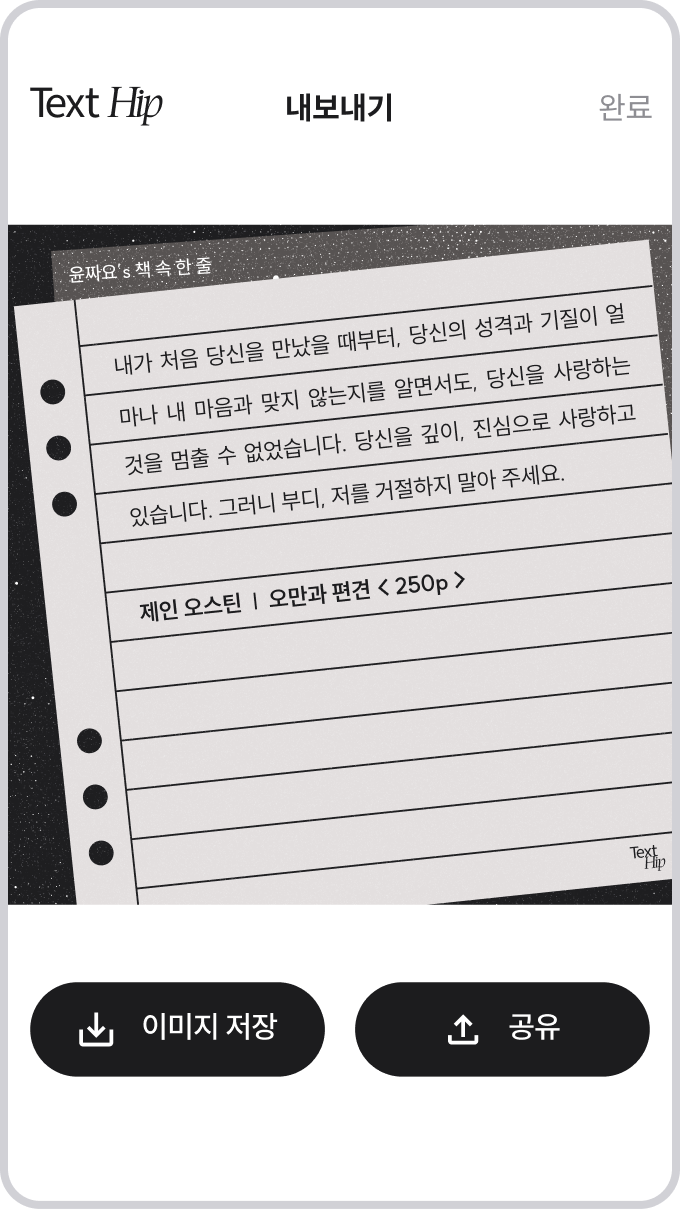 Text Hip
내보내기
완료
윤짜요's 책 속 한 줄
내가 처음 당신을 만났을 때부터, 당신의 성격과 기질이 얼
마나 내 마음과 맞지 않는지를 알면서도, 당신을 사랑하는
것을 멈출 수 없었습니다. 당신을 깊이, 진심으로 사랑하고
있습니다. 그러니 부디, 저를 거절하지 말아 주세요.
제인 오스틴 | 오만과 편견 < 250p >
Text
Hip
이미지 저장
공유